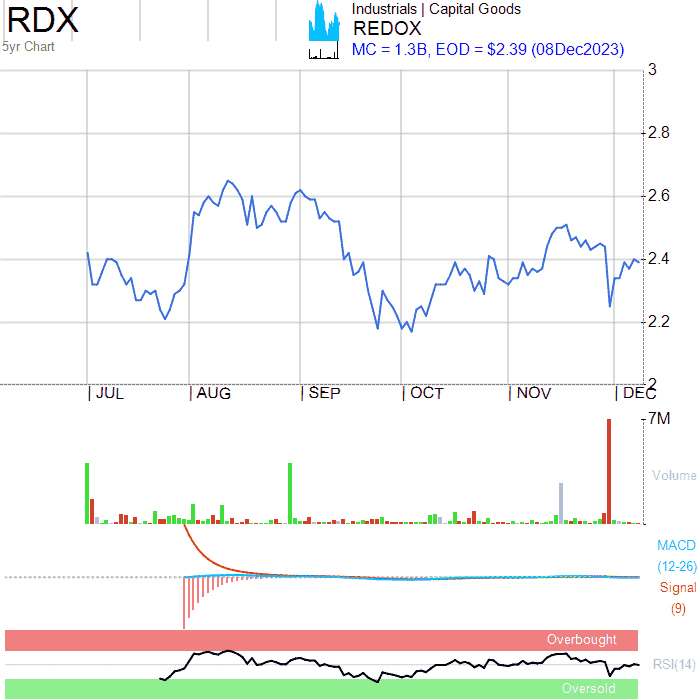 RDX
5yr Chart
Industrials | Capital Goods
REDOX
MC = 1.3B, EOD = $2.39 (08Dec2023)
3
2.8
2.6
2.4
2.2
2
JUL AUG SEP OCT NOV DEC
7M
Volume
MACD
(12-26)
Signal
(9)
Overbought
RSI(14)
Oversold